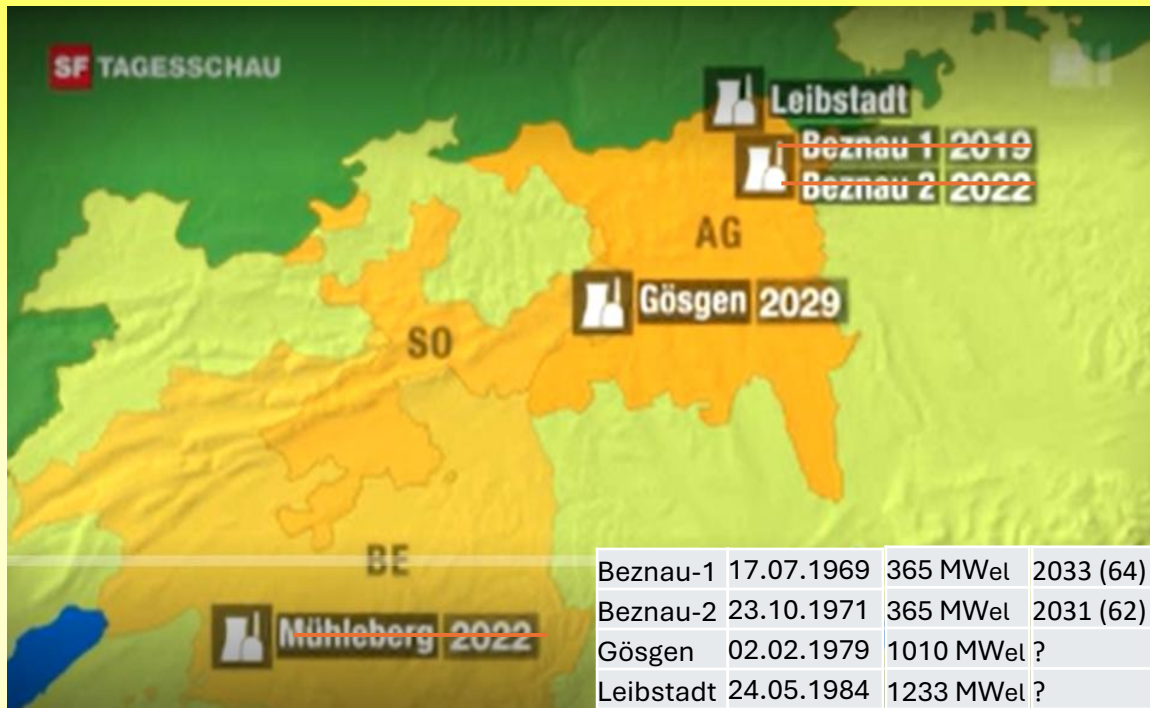 SF TAGESSCHAU
Leibstadt
Beznau 1 2019
Beznau 2 2022
AG
Gösgen 2029
SO
BE
Mühleberg 2022
Beznau-1 17.07.1969 365 MWel 2033 (64)
Beznau-2 23.10.1971 365 MWel 2031 (62)
Gösgen 02.02.1979 1010 MWel ?
Leibstadt 24.05.1984 1233 MWel ?